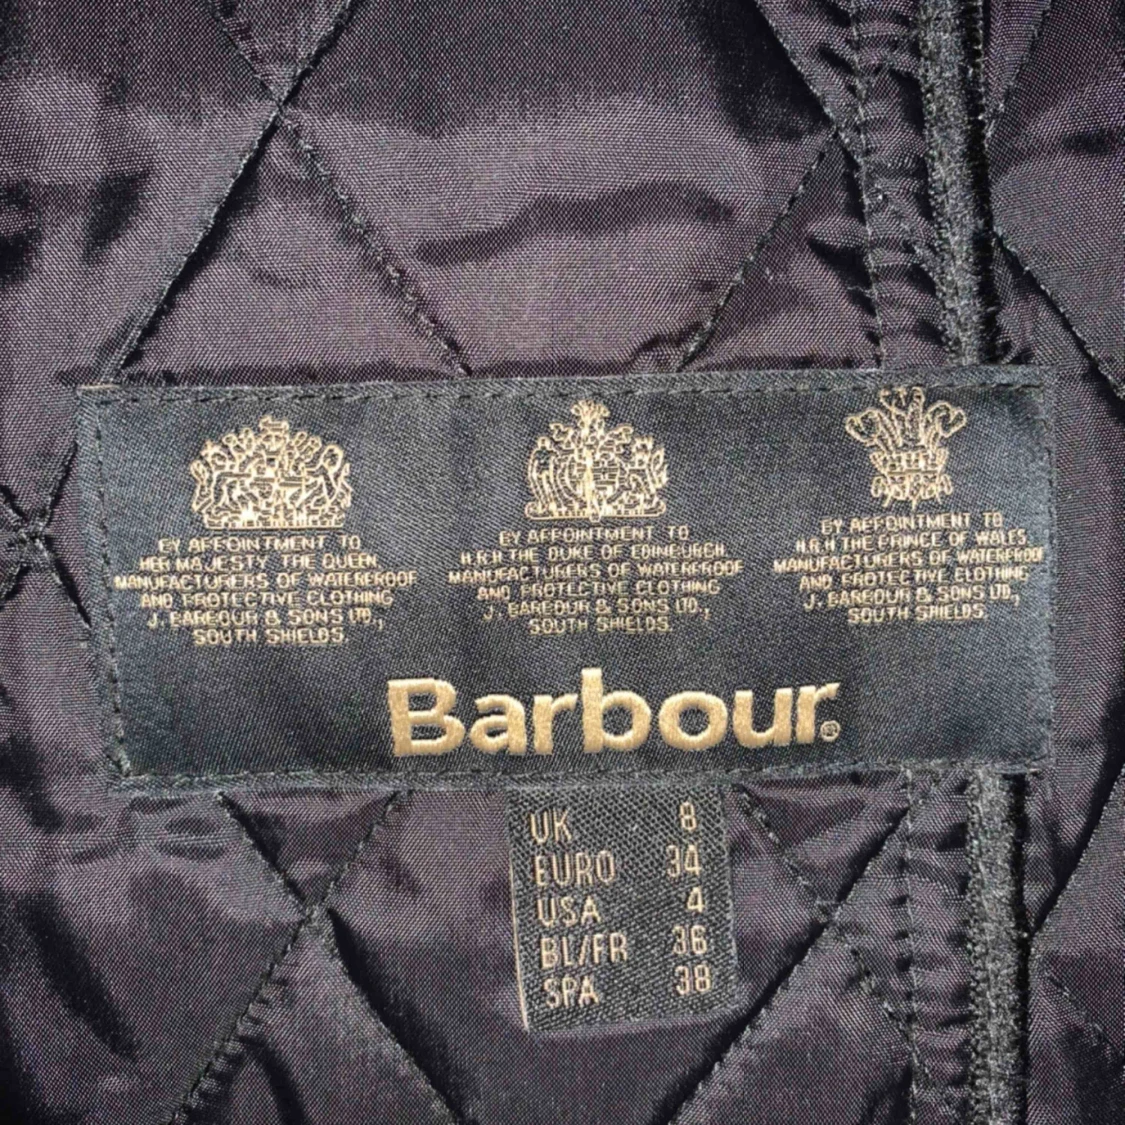 BY APPOINTMENT TO
HER MAJESTY THE QUEEN
MANUFACTURERS OF WATERPROOF
AND PROTECTIVE CLOTHING
J. BARBOUR & SONS LTD.,
SOUTH SHIELDS.
BY APPOINTMENT TO
H.R.H THE DUKE OF EDINBURGH.
MANUFACTURERS OF WATERPROOF
AND PROTECTIVE CLOTHING
J. BARBOUR & SONS LTD.,
SOUTH SHIELDS.
BY APPOINTMENT TO
H.R.H THE PRINCE OF WALES.
MANUFACTURERS OF WATERPROOF
AND PROTECTIVE CLOTHING
J. BARBOUR & SONS LTD.,
SOUTH SHIELDS.
Barbour®
UK 8
EURO 34
USA 4
BL/FR 36
SPA 38